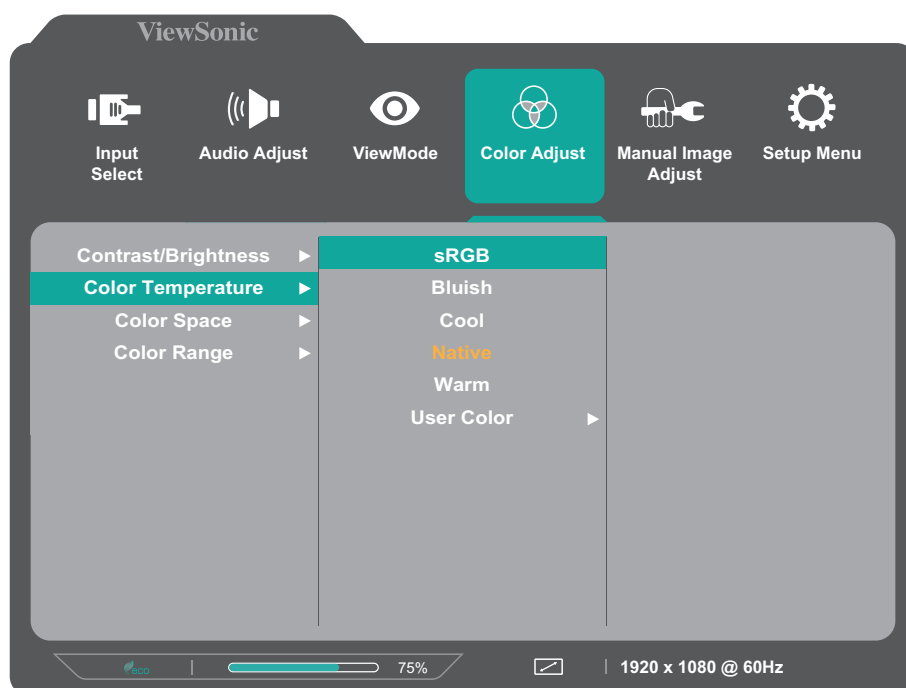 ViewSonic
Input
Select
Audio Adjust
ViewMode
Color Adjust
Manual Image
Adjust
Setup Menu
Contrast/Brightness
Color Temperature
Color Space
Color Range
sRGB
Bluish
Cool
Native
Warm
User Color
eco
75%
1920 x 1080 @ 60Hz